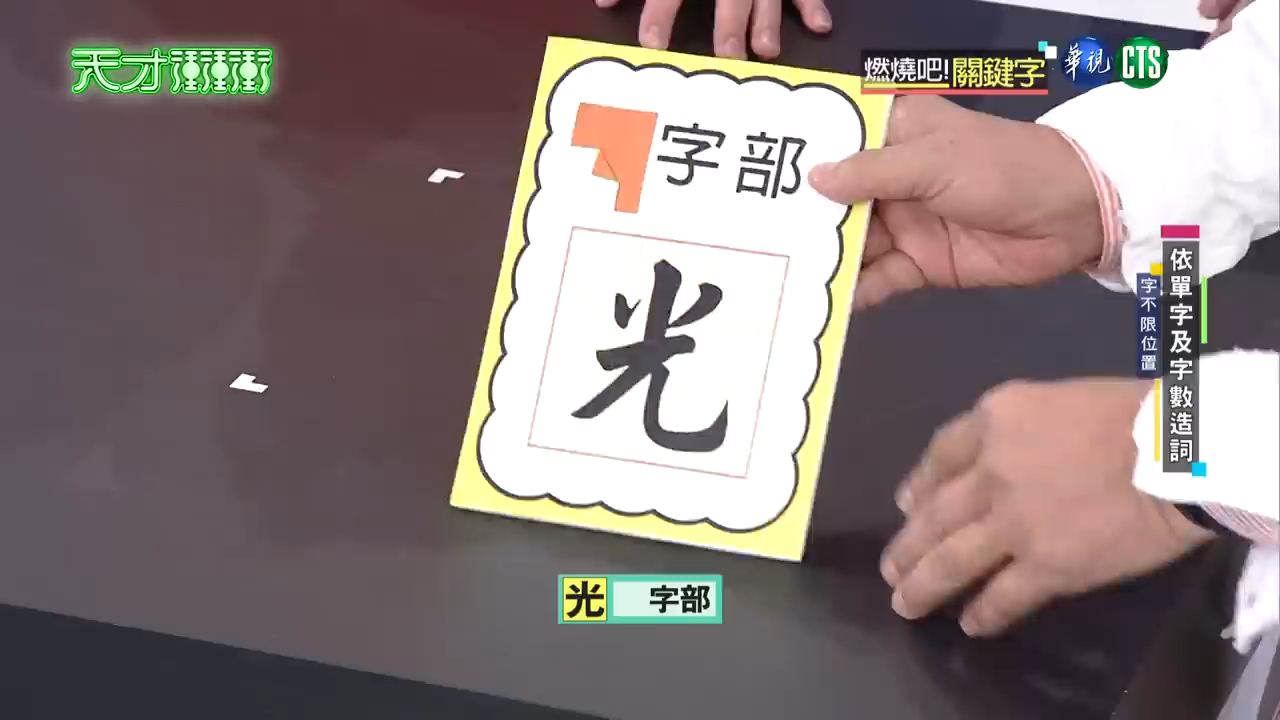 天才衝衝衝
燃燒吧!關鍵字
華視 CTS
字部
光
依單字及字數造詞
字不限位置
光 字部